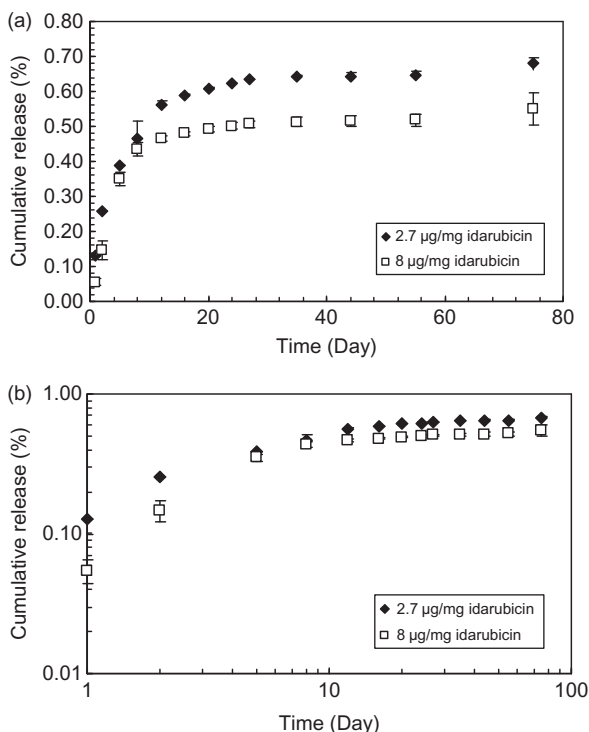 (a)
Cumulative release (%)
0.80
0.70
0.60
0.50
0.40
0.30
0.20
0.10
0.00
2.7 µg/mg idarubicin
8 µg/mg idarubicin
0 20 40 60 80
Time (Day)
(b)
Cumulative release (%)
1.00
0.10
0.01
2.7 µg/mg idarubicin
8 µg/mg idarubicin
1 10 100
Time (Day)